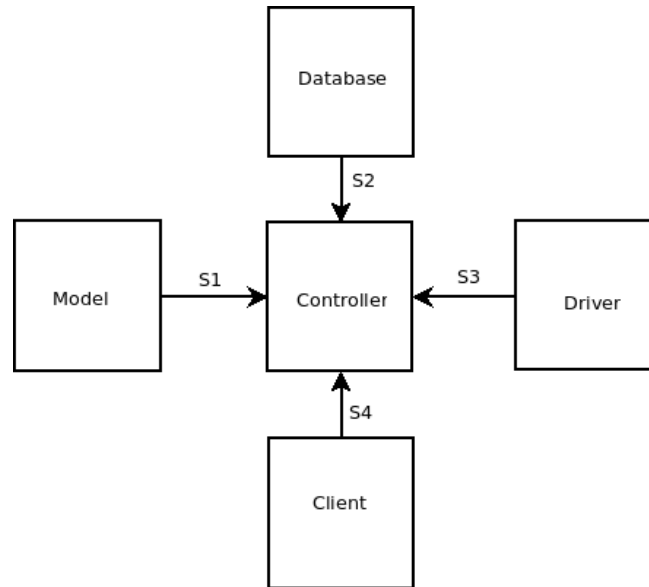 Database
S2
Model
S1
Controller
S3
Driver
S4
Client